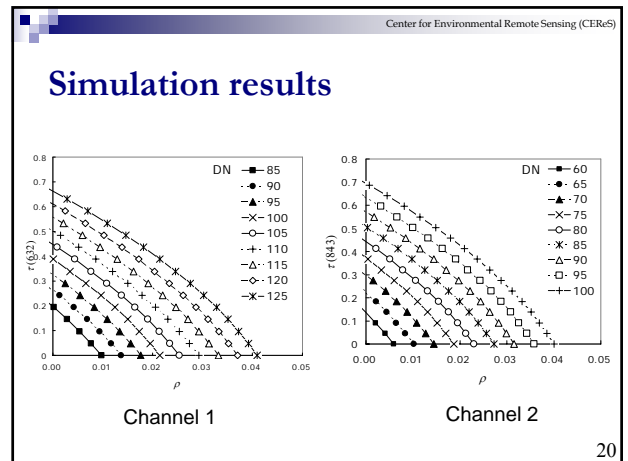 Center for Environmental Remote Sensing (CEReS)
Simulation results
0.8
0.7
0.6
0.5
0.4
0.3
0.2
0.1
0
τ(632)
0.00 0.01 0.02 0.03 0.04 0.05
ρ
DN 85
90
95
100
105
110
115
120
125
Channel 1
0.8
0.7
0.6
0.5
0.4
0.3
0.2
0.1
0
τ(843)
0.00 0.01 0.02 0.03 0.04 0.05
ρ
DN 60
65
70
75
80
85
90
95
100
Channel 2
20